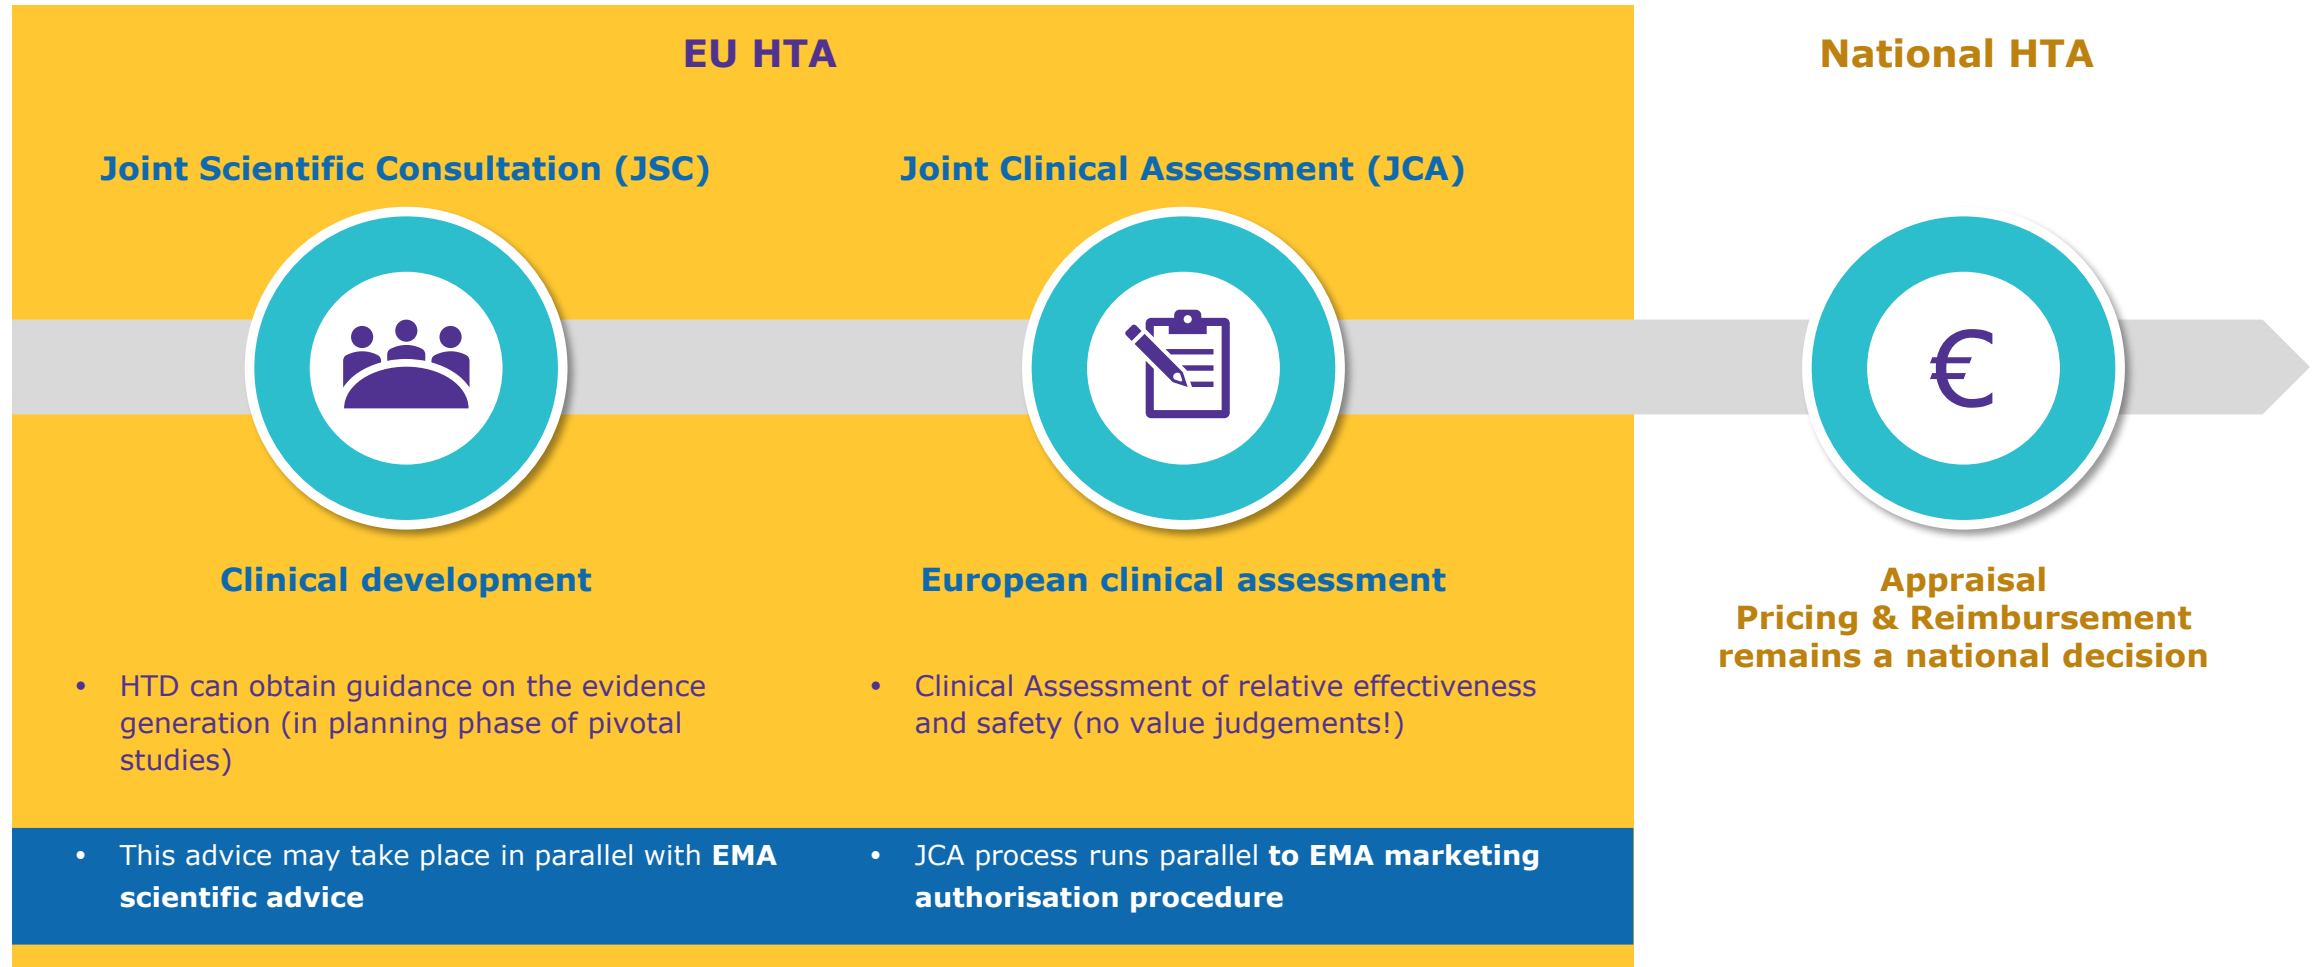 EU HTA
National HTA
Joint Scientific Consultation (JSC)
Joint Clinical Assessment (JCA)
€
Clinical development
European clinical assessment
Appraisal
Pricing & Reimbursement
remains a national decision
• HTD can obtain guidance on the evidence
generation (in planning phase of pivotal
studies)
• Clinical Assessment of relative effectiveness
and safety (no value judgements!)
• This advice may take place in parallel with EMA
scientific advice
• JCA process runs parallel to EMA marketing
authorisation procedure